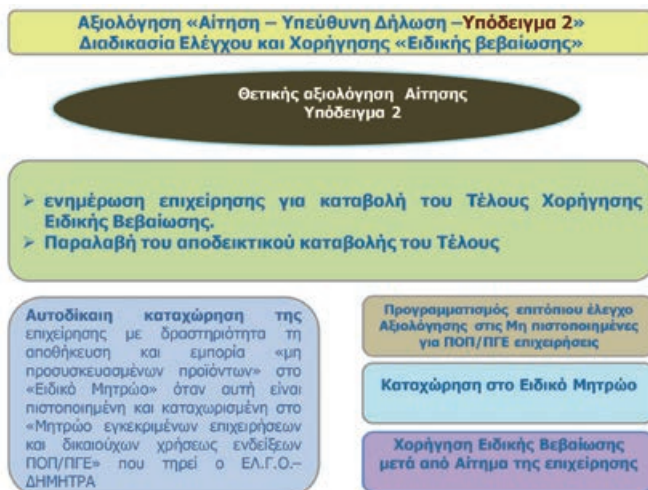 Αξιολόγηση «Αίτηση – Υπεύθυνη Δήλωση –Υπόδειγμα 2»
Διαδικασία Ελέγχου και Χορήγησης «Ειδικής βεβαίωσης»
Θετικής αξιολόγηση Αίτησης
Υπόδειγμα 2
➢ ενημέρωση επιχείρησης για καταβολή του Τέλους Χορήγησης
Ειδικής Βεβαίωσης.
➢ Παραλαβή του αποδεικτικού καταβολής του Τέλους
Αυτοδίκαιη καταχώρηση της
επιχείρησης με δραστηριότητα τη
αποθήκευση και εμπορία «μη
προσυσκευασμένων προϊόντων» στο
«Ειδικό Μητρώο» όταν αυτή είναι
πιστοποιημένη και καταχωρισμένη στο
«Μητρώο εγκεκριμένων επιχειρήσεων
και δικαιούχων χρήσεως ενδείξεων
ΠΟΠ/ΠΓΕ» που τηρεί ο ΕΛ.Γ.Ο.–
ΔΗΜΗΤΡΑ
Προγραμματισμός επιτόπιου έλεγχο
Αξιολόγησης στις Μη πιστοποιημένες
για ΠΟΠ/ΠΓΕ επιχειρήσεις
Καταχώρηση στο Ειδικό Μητρώο
Χορήγηση Ειδικής Βεβαίωσης
μετά από Αίτημα της επιχείρησης